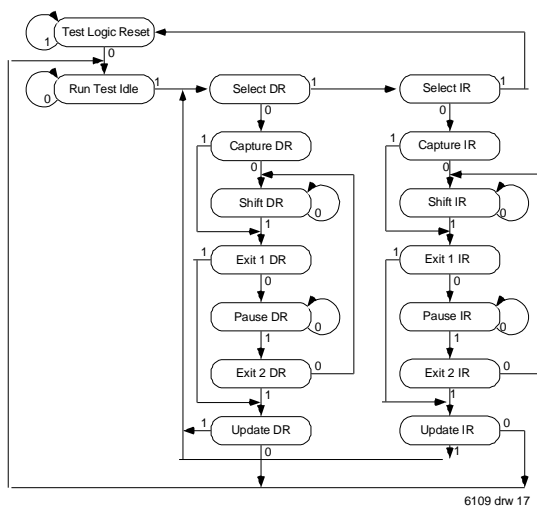 Test Logic Reset
1
0
Run Test Idle
0
1
Select DR
1
Select IR
1
0
0
Capture DR
Capture IR
1
0
1
0
Shift DR
Shift IR
0
0
1
1
Exit 1 DR
Exit 1 IR
1
0
1
0
Pause DR
Pause IR
0
0
1
1
Exit 2 DR
0
Exit 2 IR
0
1
1
Update DR
Update IR
1
0
0
1
6109 drw 17